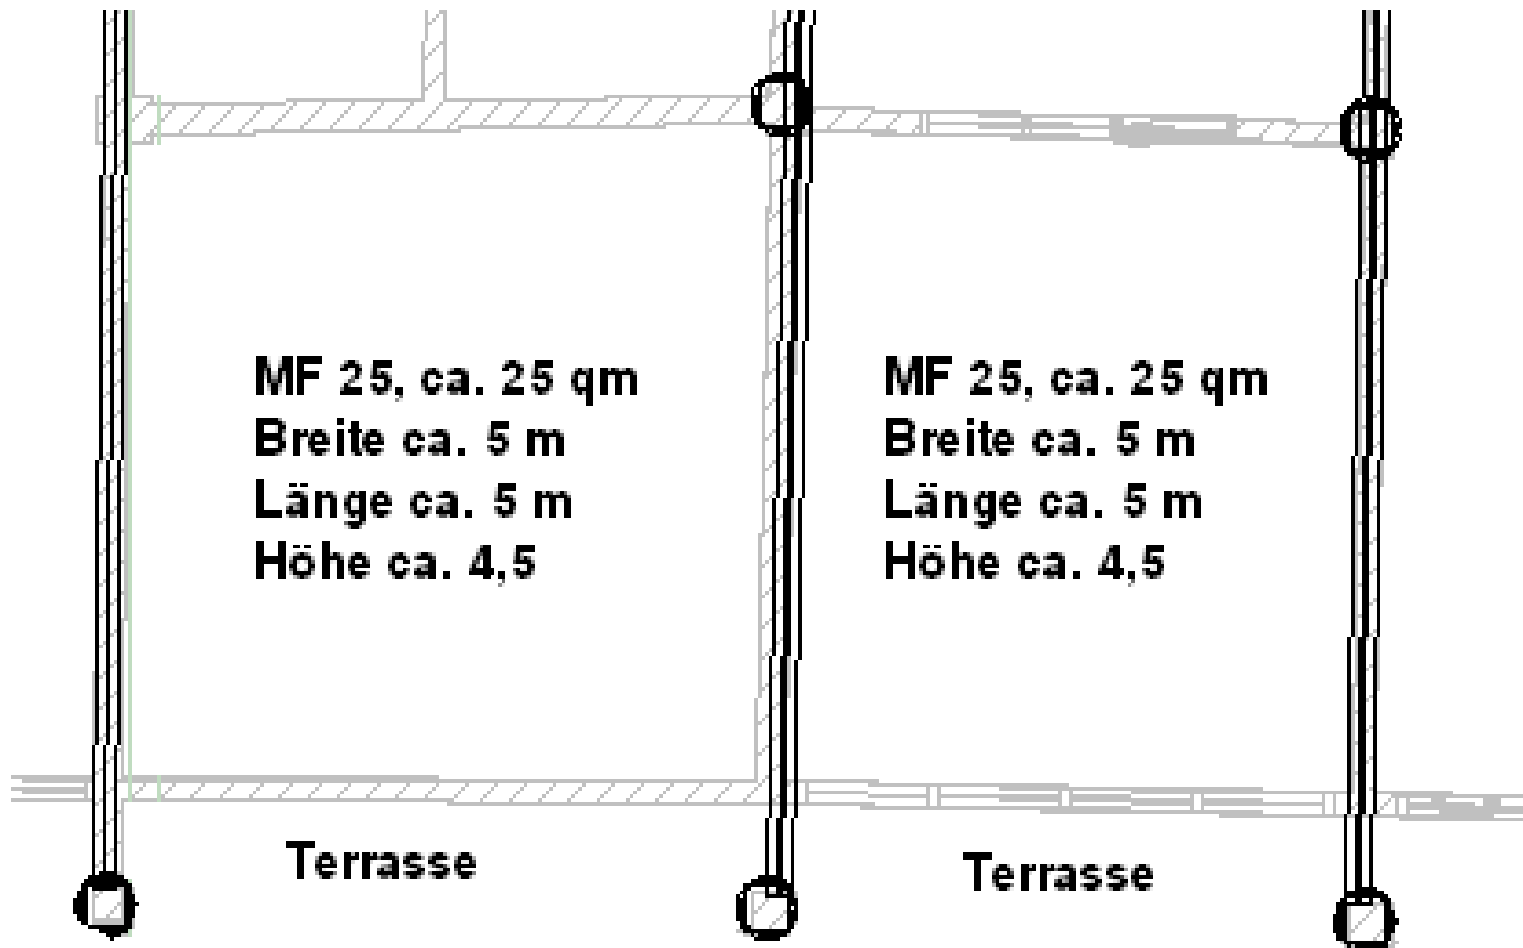 MF 25, ca. 25 qm
Breite ca. 5 m
Länge ca. 5 m
Höhe ca. 4,5
MF 25, ca. 25 qm
Breite ca. 5 m
Länge ca. 5 m
Höhe ca. 4,5
Terrasse
Terrasse